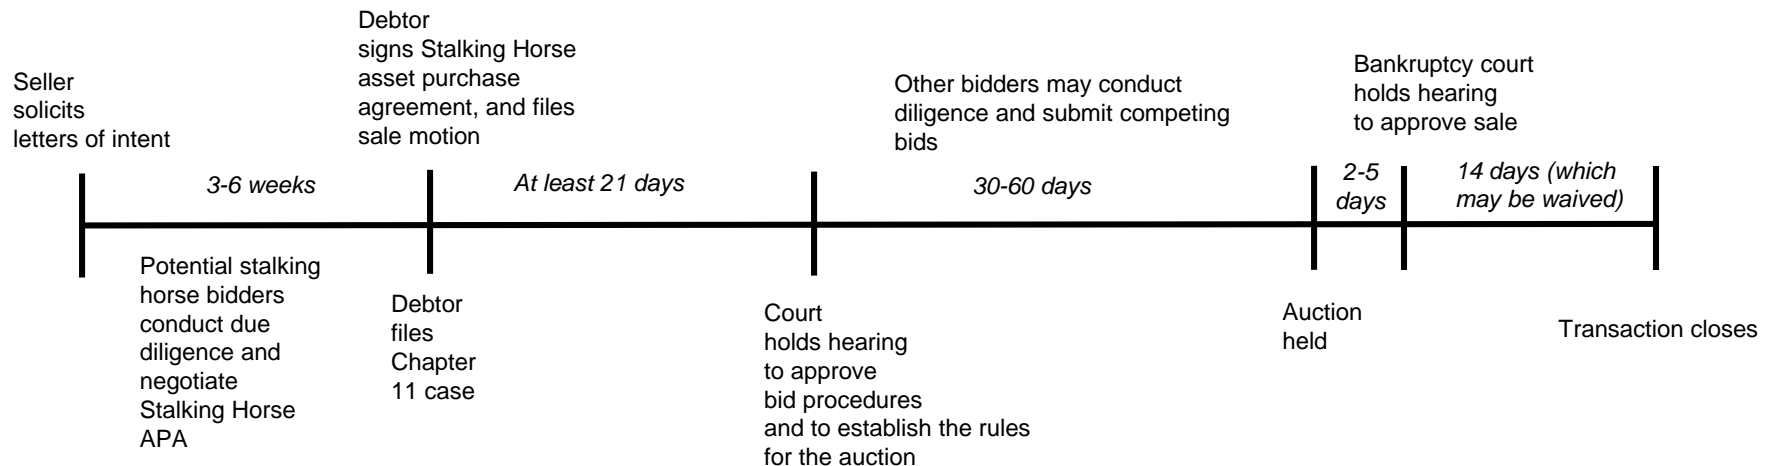 Seller
solicits
letters of intent
Debtor
signs Stalking Horse
asset purchase
agreement, and files
sale motion
Other bidders may conduct
diligence and submit competing
bids
Bankruptcy court
holds hearing
to approve sale
3-6 weeks
At least 21 days
30-60 days
2-5
days
14 days (which
may be waived)
Potential stalking
horse bidders
conduct due
diligence and
negotiate
Stalking Horse
APA
Debtor
files
Chapter
11 case
Court
holds hearing
to approve
bid procedures
and to establish the rules
for the auction
Auction
held
Transaction closes